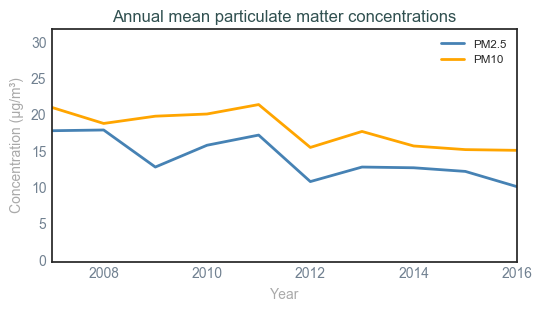 Annual mean particulate matter concentrations
30
25
20
15
10
5
0
Concentration (µg/m³)
PM2.5
PM10
2008
2010
2012
2014
2016
Year